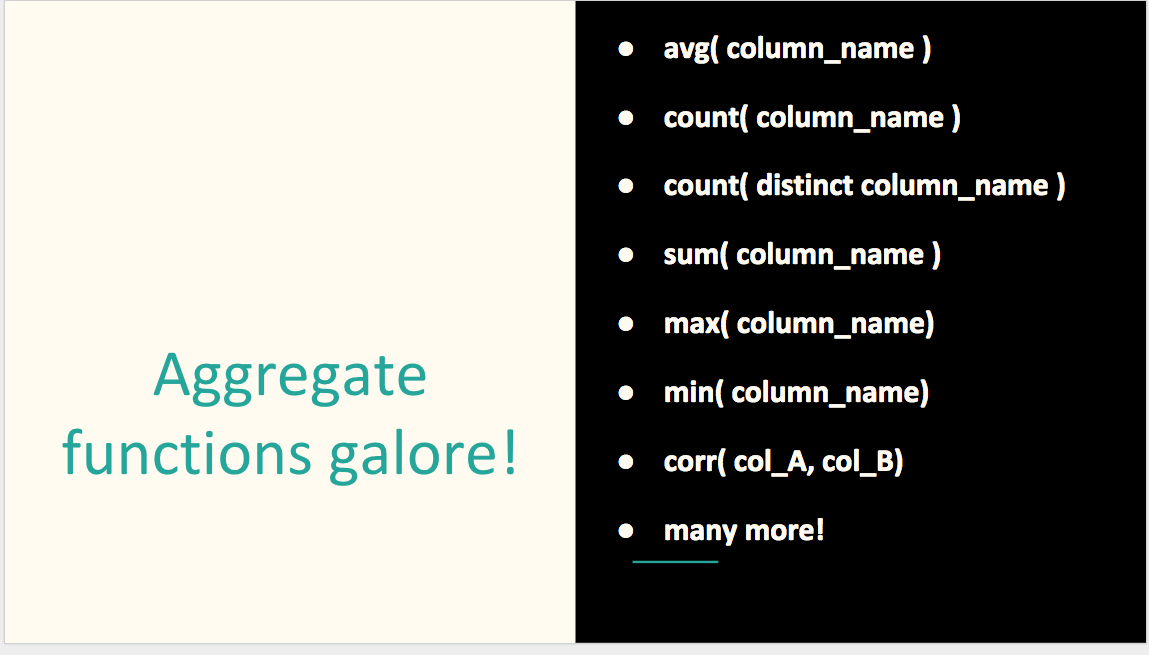 Aggregate
functions galore!
● avg( column_name )
● count( column_name )
● count( distinct column_name )
● sum( column_name )
● max( column_name)
● min( column_name)
● corr( col_A, col_B)
● many more!